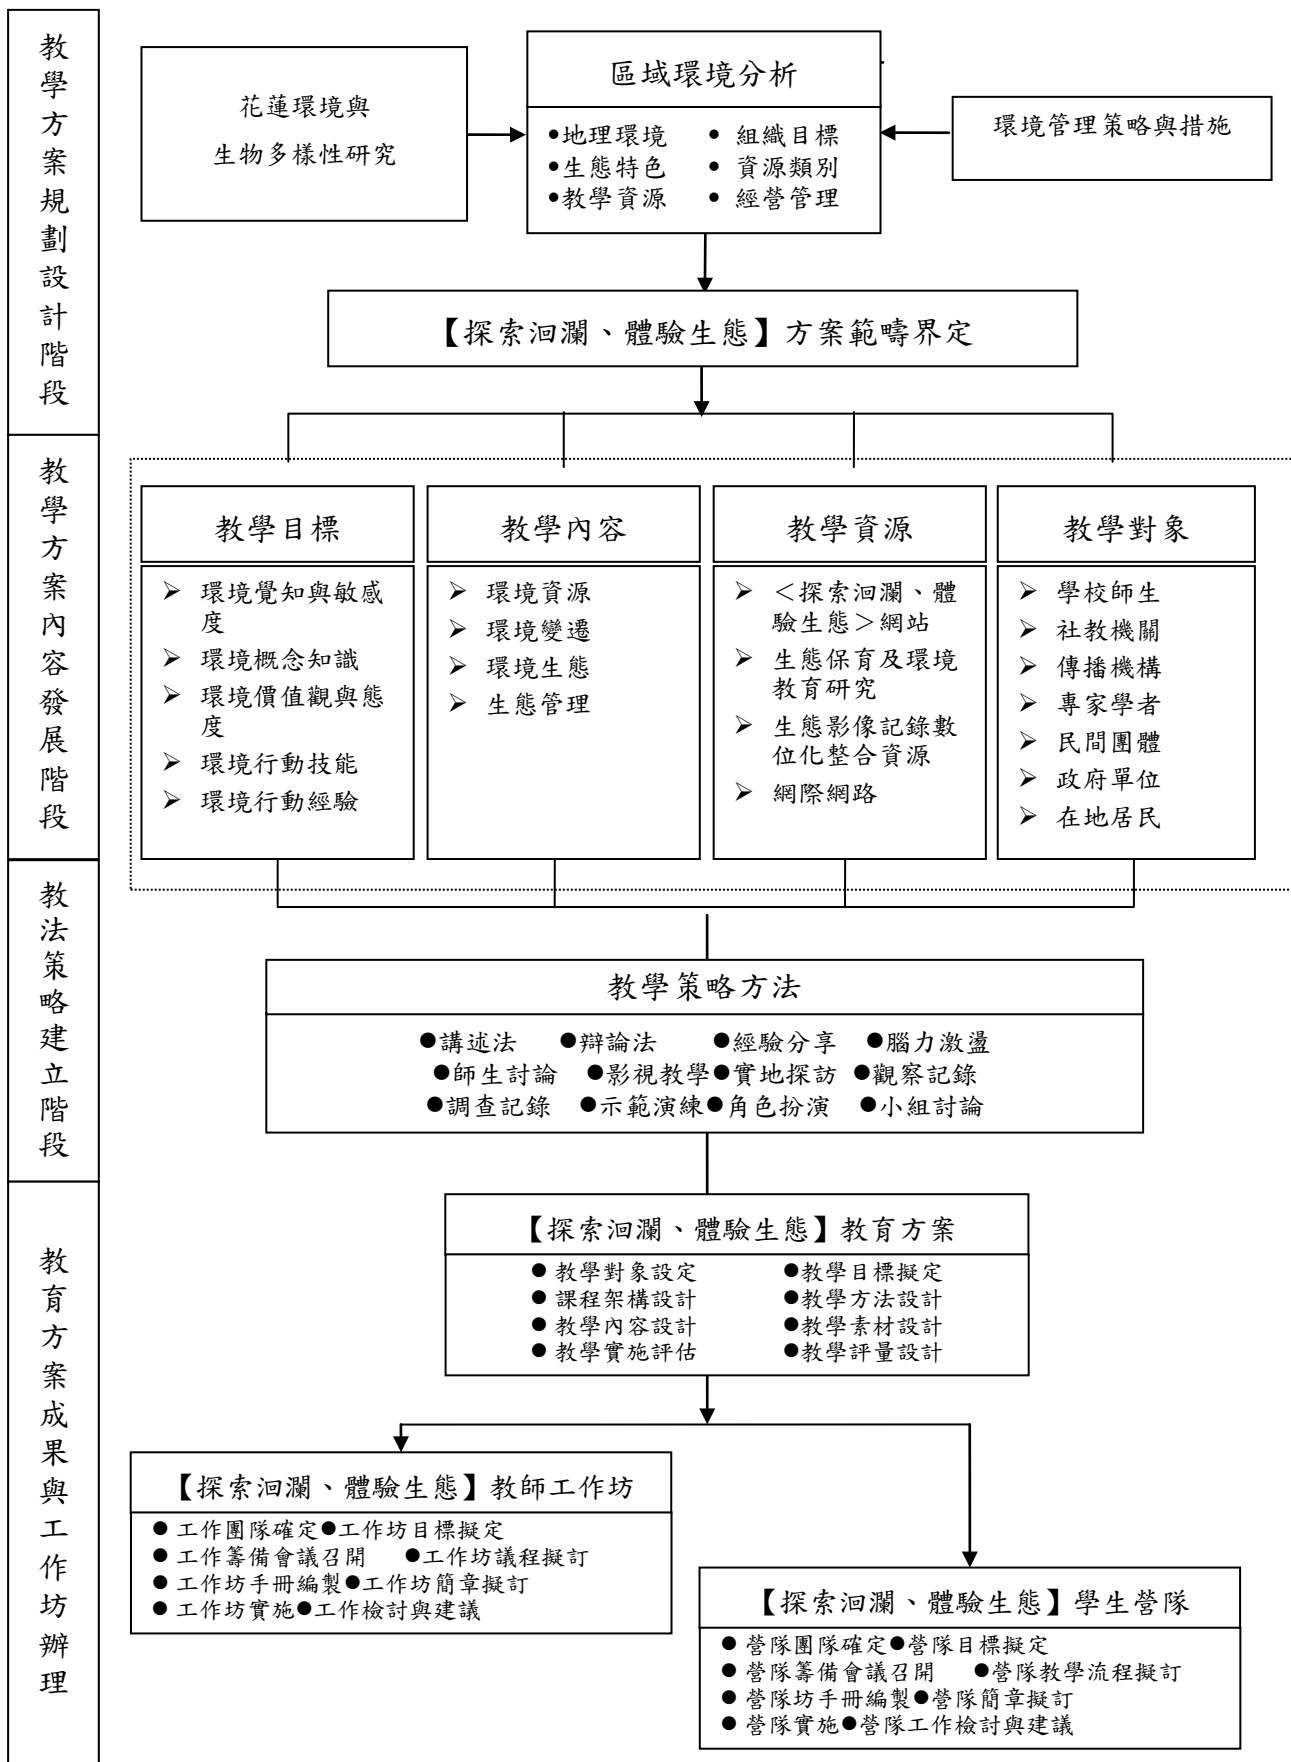 教學方案規劃設計階段
花蓮環境與
生物多樣性研究
區域環境分析
●地理環境 ● 組織目標
●生態特色 ● 資源類別
●教學資源 ● 經營管理
環境管理策略與措施
【探索洄瀾、體驗生態】方案範疇界定
教學方案內容發展階段
教學目標
➢ 環境覺知與敏感
度
➢ 環境概念知識
➢ 環境價值觀與態
度
➢ 環境行動技能
➢ 環境行動經驗
教學內容
➢ 環境資源
➢ 環境變遷
➢ 環境生態
➢ 生態管理
教學資源
➢ ＜探索洄瀾、體
驗生態＞網站
➢ 生態保育及環境
教育研究
➢ 生態影像記錄數
位化整合資源
➢ 網際網路
教學對象
➢ 學校師生
➢ 社教機關
➢ 傳播機構
➢ 專家學者
➢ 民間團體
➢ 政府單位
➢ 在地居民
教法策略建立階段
教學策略方法
●講述法 ●辯論法 ●經驗分享 ●腦力激盪
●師生討論 ●影視教學●實地探訪 ●觀察記錄
●調查記錄 ●示範演練●角色扮演 ●小組討論
教育方案成果與工作坊辦理
【探索洄瀾、體驗生態】教育方案
● 教學對象設定 ●教學目標擬定
● 課程架構設計 ●教學方法設計
● 教學內容設計 ●教學素材設計
● 教學實施評估 ●教學評量設計
【探索洄瀾、體驗生態】教師工作坊
● 工作團隊確定●工作坊目標擬定
● 工作籌備會議召開 ●工作坊議程擬訂
● 工作坊手冊編製●工作坊簡章擬訂
● 工作坊實施●工作檢討與建議
【探索洄瀾、體驗生態】學生營隊
● 營隊團隊確定●營隊目標擬定
● 營隊籌備會議召開 ●營隊教學流程擬訂
● 營隊坊手冊編製●營隊簡章擬訂
● 營隊實施●營隊工作檢討與建議